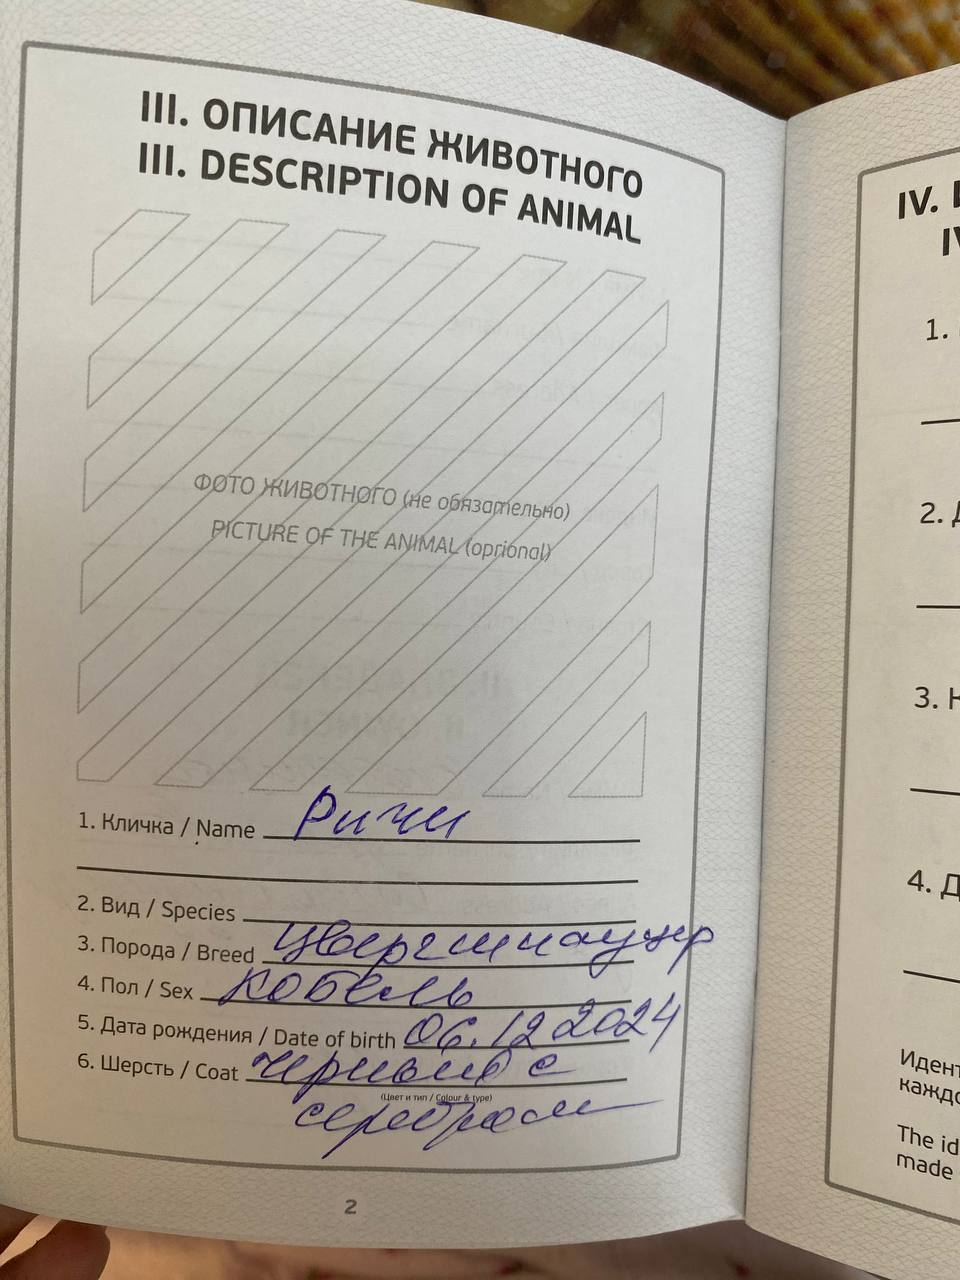 III. ОПИСАНИЕ ЖИВОТНОГО
III. DESCRIPTION OF ANIMAL
ФОТО ЖИВОТНОГО (не обязательно)
PICTURE OF THE ANIMAL (oprional)
1. Кличка / Name Ричи
2. Вид / Species
3. Порода / Breed Цвергшнауцер
4. Пол / Sex кобель
5. Дата рождения / Date of birth 06.12 2024
6. Шерсть / Coat черный с
(Цвет и тип / Colour & type)
серебром
2
IV.
1.
2. Д
3. Н
4. Д
Идент
каждо
The id
made